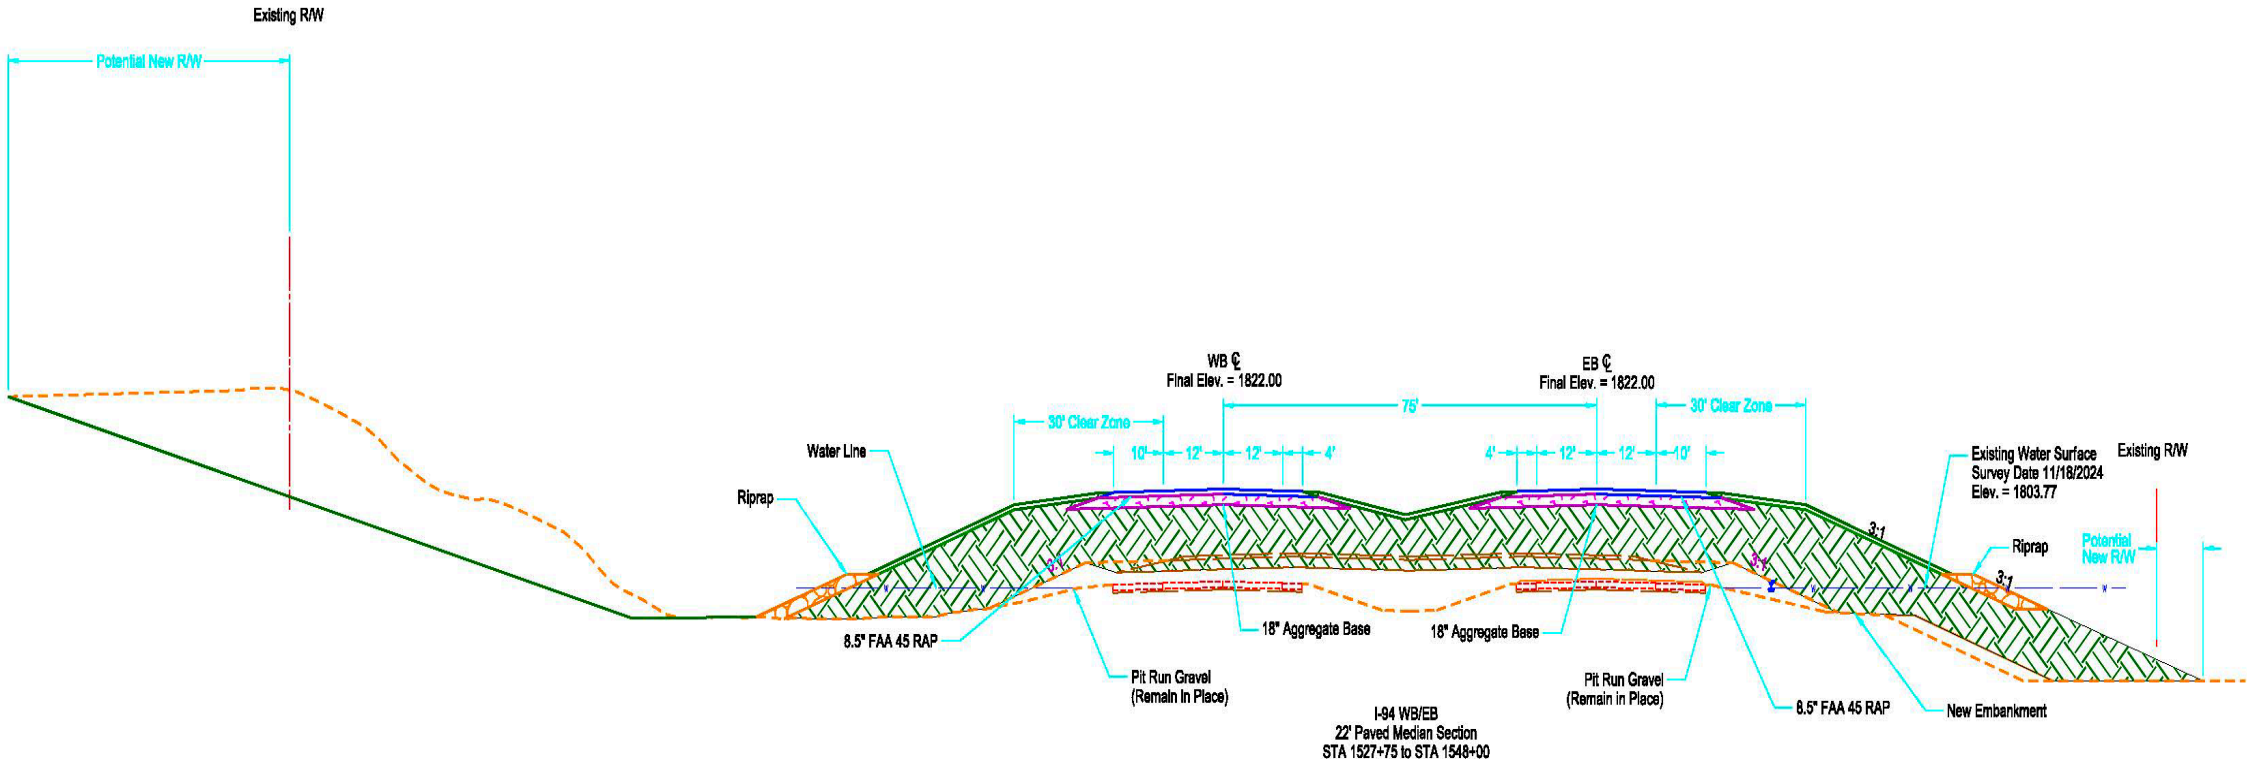 Existing R/W
Potential New R/W
WB ℄
Final Elev. = 1822.00
EB ℄
Final Elev. = 1822.00
75'
30' Clear Zone
30' Clear Zone
10'
12'
12'
4'
4'
12'
12'
10'
Water Line
Riprap
Existing Water Surface
Survey Date 11/18/2024
Elev. = 1803.77
Existing R/W
3:1
3:1
3:1
3:1
Riprap
Potential
New R/W
W
W
W
W
W
W
8.5" FAA 45 RAP
18" Aggregate Base
18" Aggregate Base
Pit Run Gravel
(Remain in Place)
Pit Run Gravel
(Remain in Place)
8.5" FAA 45 RAP
New Embankment
I-94 WB/EB
22' Paved Median Section
STA 1527+75 to STA 1548+00